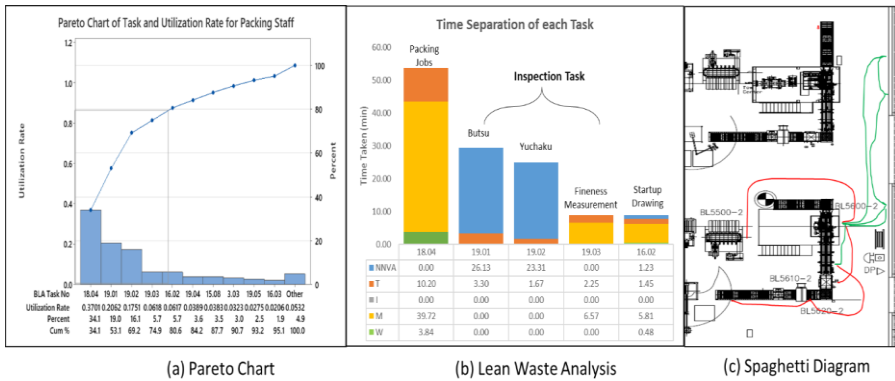 Pareto Chart of Task and Utilization Rate for Packing Staff
1.2
1.0
0.8
0.6
0.4
0.2
0.0
Utilization Rate
100
80
60
40
20
0
Percent
BLA Task No 18.04 19.01 19.02 19.03 16.02 19.04 15.08 3.03 19.05 16.03 Other
Utilization Rate 0.3701 0.2062 0.1751 0.0618 0.0617 0.0389 0.0383 0.0323 0.0275 0.0206 0.0532
Percent 34.1 19.0 16.1 5.7 5.7 3.6 3.5 3.0 2.5 1.9 4.9
Cum % 34.1 53.1 69.2 74.9 80.6 84.2 87.7 90.7 93.2 95.1 100.0
(a) Pareto Chart
Time Separation of each Task
60.00
50.00
40.00
30.00
20.00
10.00
0.00
Time Taken (min)
Packing
Jobs
Inspection Task
Butsu
Yuchaku
Fineness
Measurement
Startup
Drawing
18.04 19.01 19.02 19.03 16.02
NNVA 0.00 26.13 23.31 0.00 1.23
T 10.20 3.30 1.67 2.25 1.45
I 0.00 0.00 0.00 0.00 0.00
M 39.72 0.00 0.00 6.57 5.81
W 3.84 0.00 0.00 0.00 0.48
(b) Lean Waste Analysis
BL5500-2
BL5600-2
BL5610-2
BL5620-2
DP
(c) Spaghetti Diagram